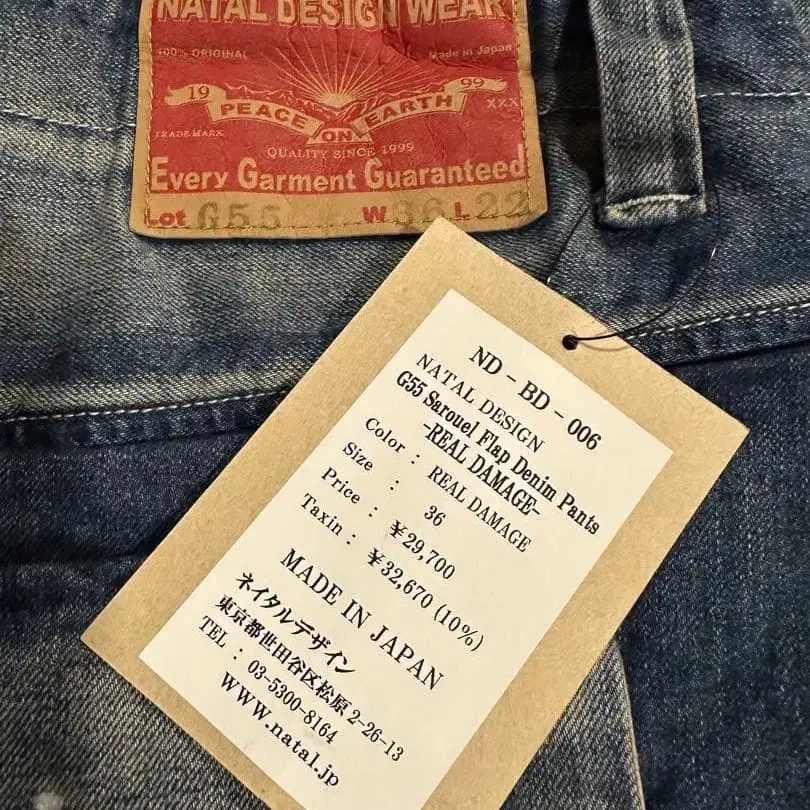 NATAL DESIGN WEAR
100% ORIGINAL Made in Japan
19 99
PEACE ON EARTH
XXX
TRADE MARK
QUALITY SINCE 1999
Every Garment Guaranteed
Lot G55 W 36 L 22
ND - BD - 006
NATAL DESIGN
G55 Sarouel Flap Denim Pants
-REAL DAMAGE-
Color : REAL DAMAGE
Size : 36
Price : ¥29,700
Taxin : ¥32,670 (10%)
MADE IN JAPAN
ネイタルデザイン
東京都世田谷区松原 2-26-13
TEL : 03-5300-8164
www.natal.jp